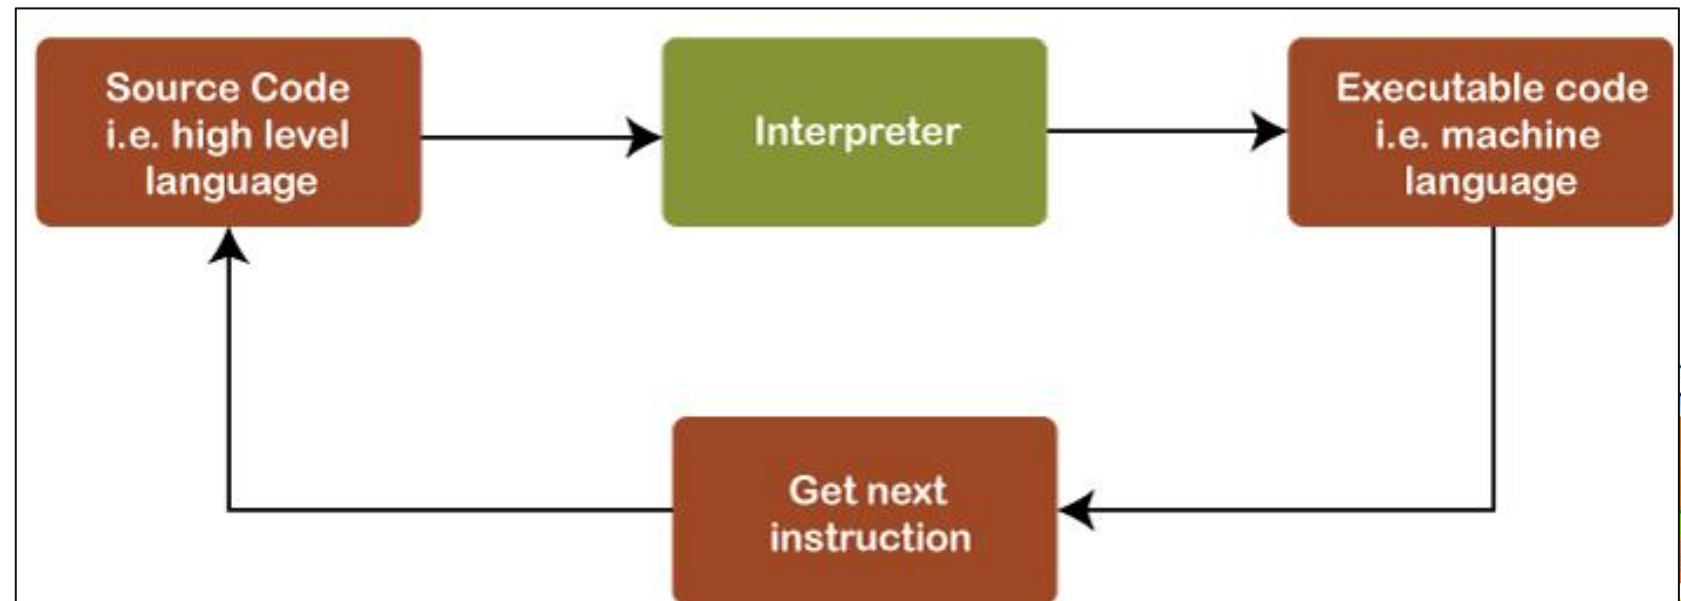 Source Code
i.e. high level
language
Interpreter
Executable code
i.e. machine
language
Get next
instruction